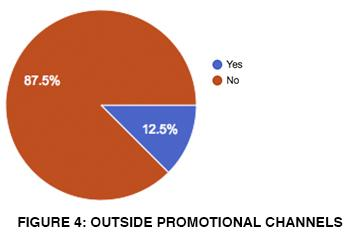 87.5%
12.5%
Yes
No
FIGURE 4: OUTSIDE PROMOTIONAL CHANNELS